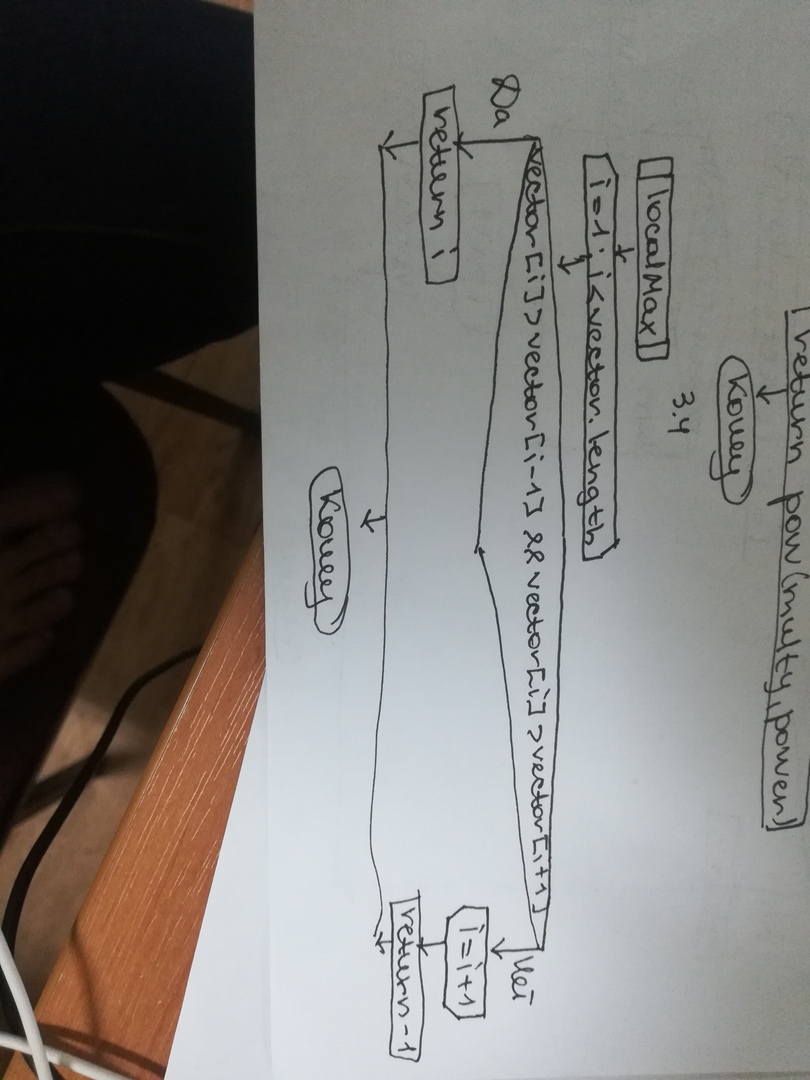 return pow(multy,power)
Конец
3.4
localMax
i=1; i<vector.length
vector[i]>vector[i-1] && vector[i]>vector[i+1]
Да
Нет
i=i+1
return i
return-1
Конец